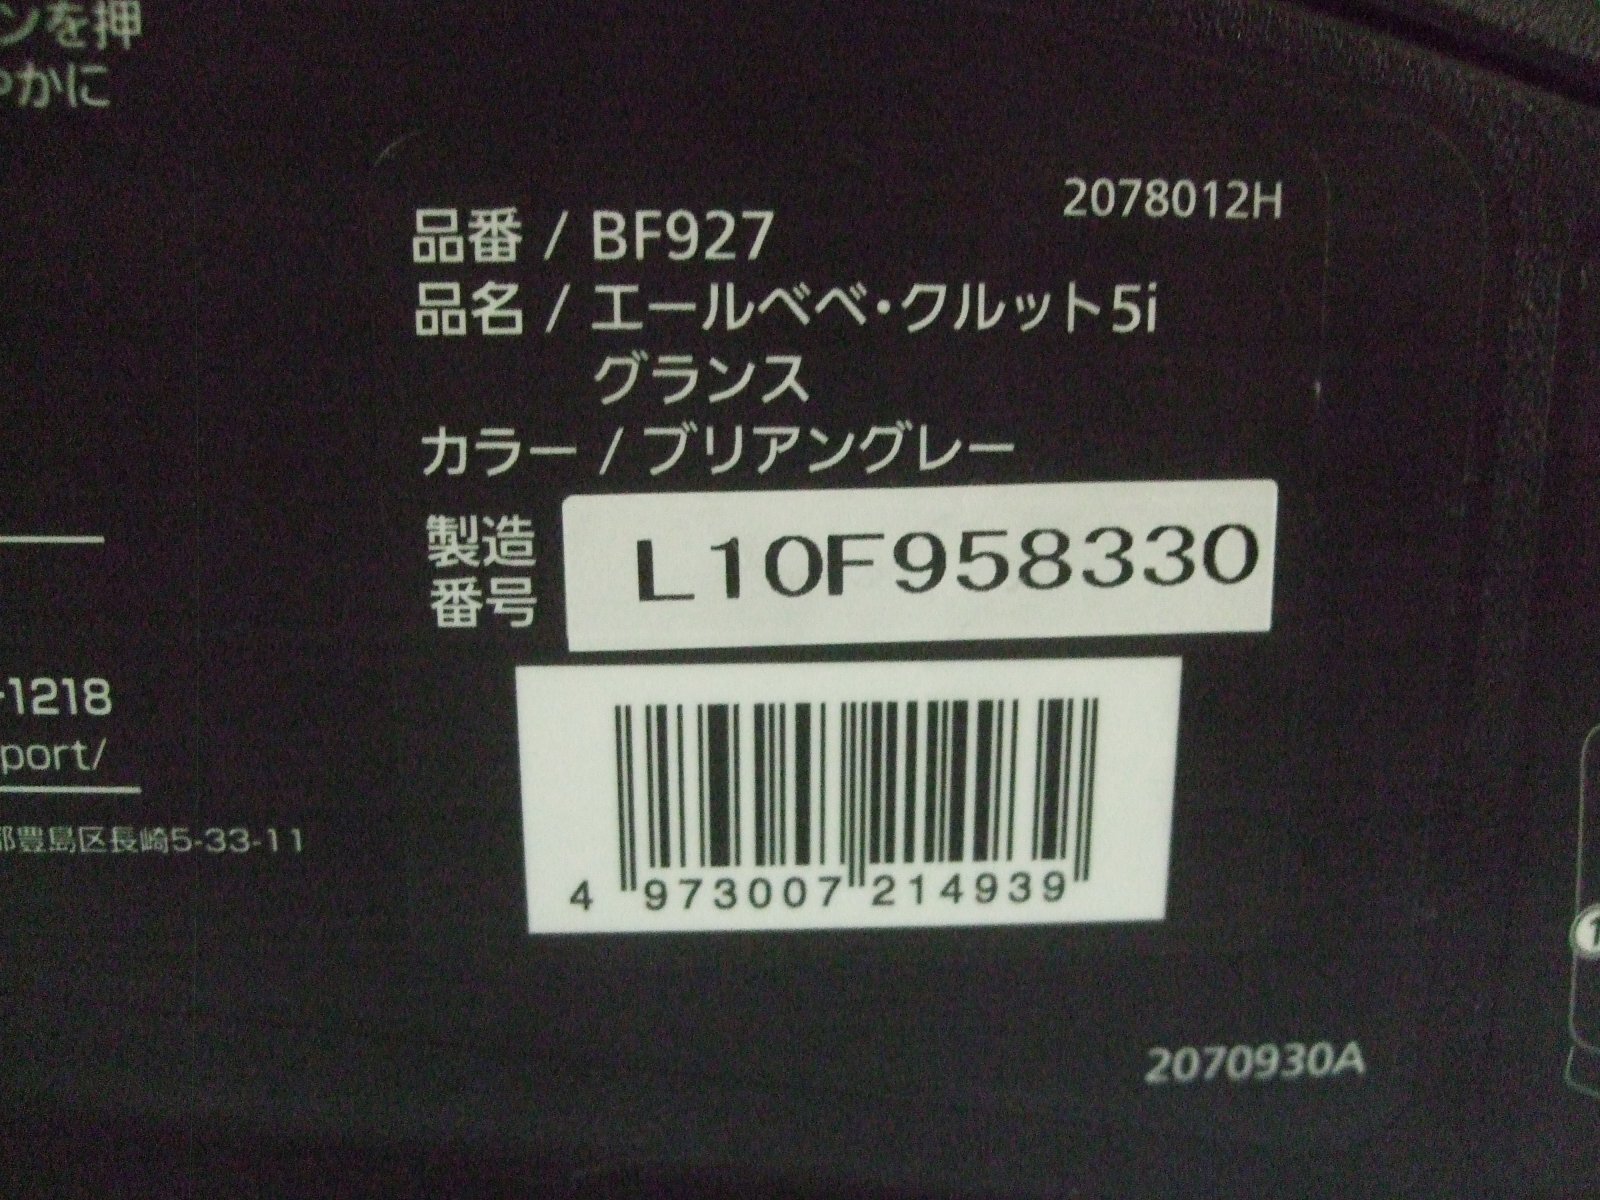 ンを押
やかに
2078012H
品番 / BF927
品名 / エールベベ・クルット5i
グランス
カラー / ブリアングレー
製造
番号
L10F958330
-1218
port/
都豊島区長崎5-33-11
4 973007 214939
1
2070930A